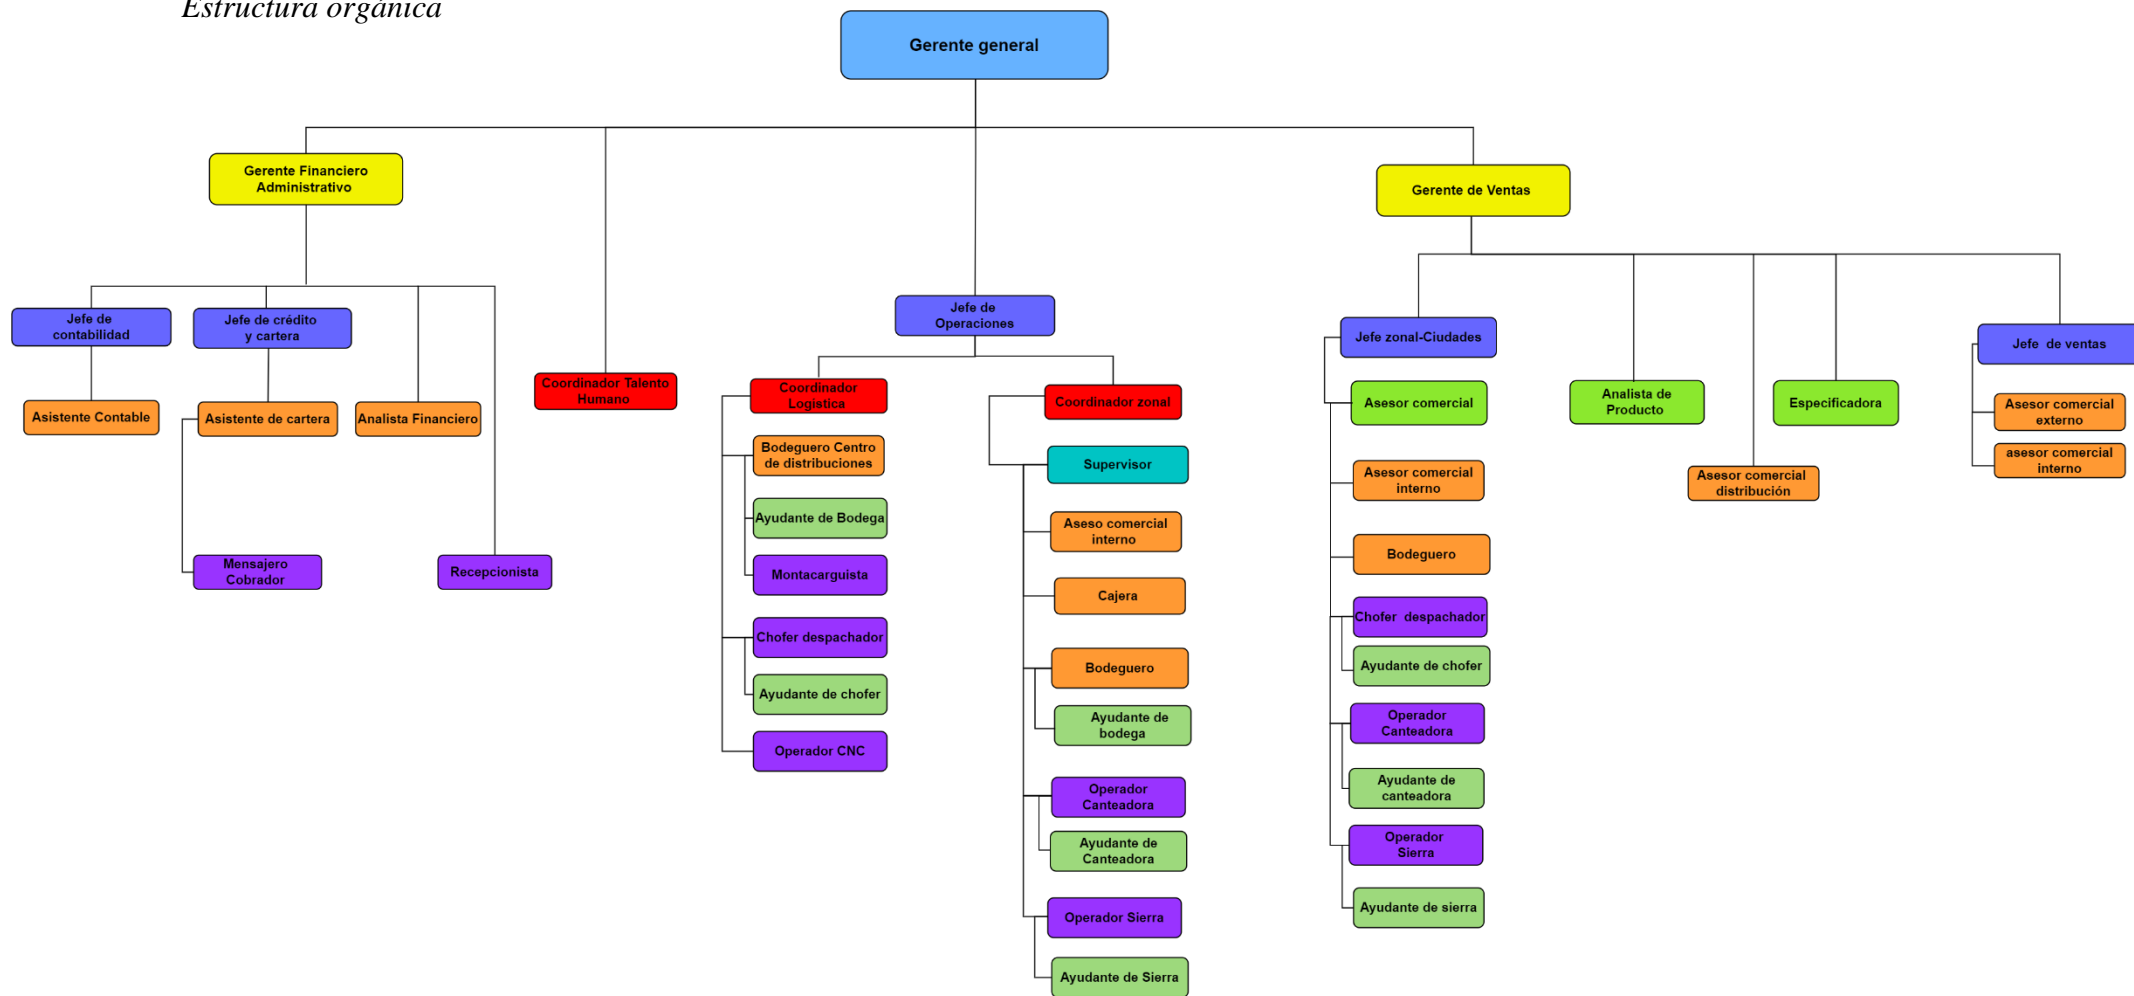 Estructura orgánica
Gerente general
Gerente Financiero
Administrativo
Gerente de Ventas
Jefe de
contabilidad
Jefe de crédito
y cartera
Asistente Contable
Asistente de cartera
Analista Financiero
Mensajero
Cobrador
Recepcionista
Coordinador Talento
Humano
Jefe de
Operaciones
Coordinador
Logística
Bodeguero Centro
de distribuciones
Ayudante de Bodega
Montacarguista
Chofer despachador
Ayudante de chofer
Operador CNC
Coordinador zonal
Supervisor
Aseso comercial
interno
Cajera
Bodeguero
Ayudante de
bodega
Operador
Canteadora
Ayudante de
Canteadora
Operador Sierra
Ayudante de Sierra
Jefe zonal-Ciudades
Asesor comercial
Asesor comercial
interno
Bodeguero
Chofer despachador
Ayudante de chofer
Operador
Canteadora
Ayudante de
canteadora
Operador
Sierra
Ayudante de sierra
Analista de
Producto
Asesor comercial
distribución
Especificadora
Jefe de ventas
Asesor comercial
externo
asesor comercial
interno